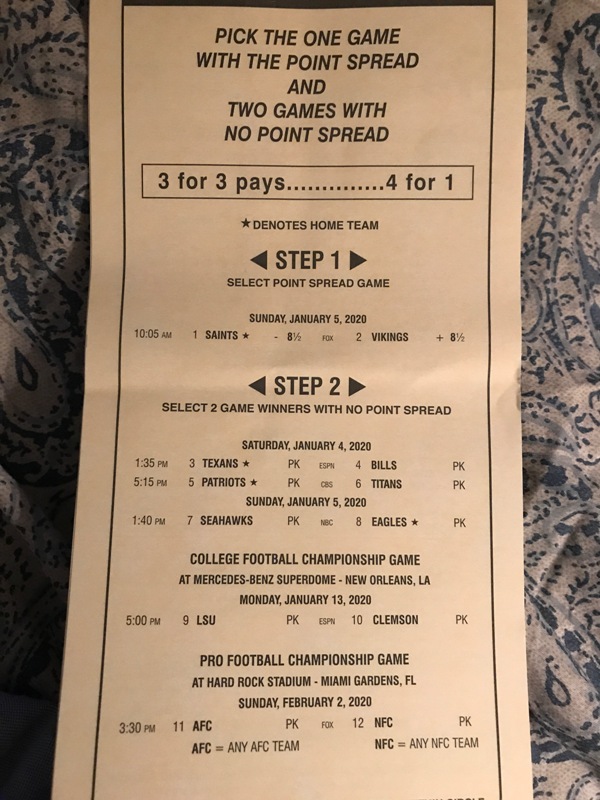 PICK THE ONE GAME
WITH THE POINT SPREAD
AND
TWO GAMES WITH
NO POINT SPREAD
3 for 3 pays...............4 for 1
★DENOTES HOME TEAM
◀ STEP 1 ▶
SELECT POINT SPREAD GAME
SUNDAY, JANUARY 5, 2020
10:05 AM 1 SAINTS ★ - 8½ FOX 2 VIKINGS + 8½
◀ STEP 2 ▶
SELECT 2 GAME WINNERS WITH NO POINT SPREAD
SATURDAY, JANUARY 4, 2020
1:35 PM 3 TEXANS ★ PK ESPN 4 BILLS PK
5:15 PM 5 PATRIOTS ★ PK CBS 6 TITANS PK
SUNDAY, JANUARY 5, 2020
1:40 PM 7 SEAHAWKS PK NBC 8 EAGLES ★ PK
COLLEGE FOOTBALL CHAMPIONSHIP GAME
AT MERCEDES-BENZ SUPERDOME - NEW ORLEANS, LA
MONDAY, JANUARY 13, 2020
5:00 PM 9 LSU PK ESPN 10 CLEMSON PK
PRO FOOTBALL CHAMPIONSHIP GAME
AT HARD ROCK STADIUM - MIAMI GARDENS, FL
SUNDAY, FEBRUARY 2, 2020
3:30 PM 11 AFC PK FOX 12 NFC PK
AFC = ANY AFC TEAM NFC = ANY NFC TEAM